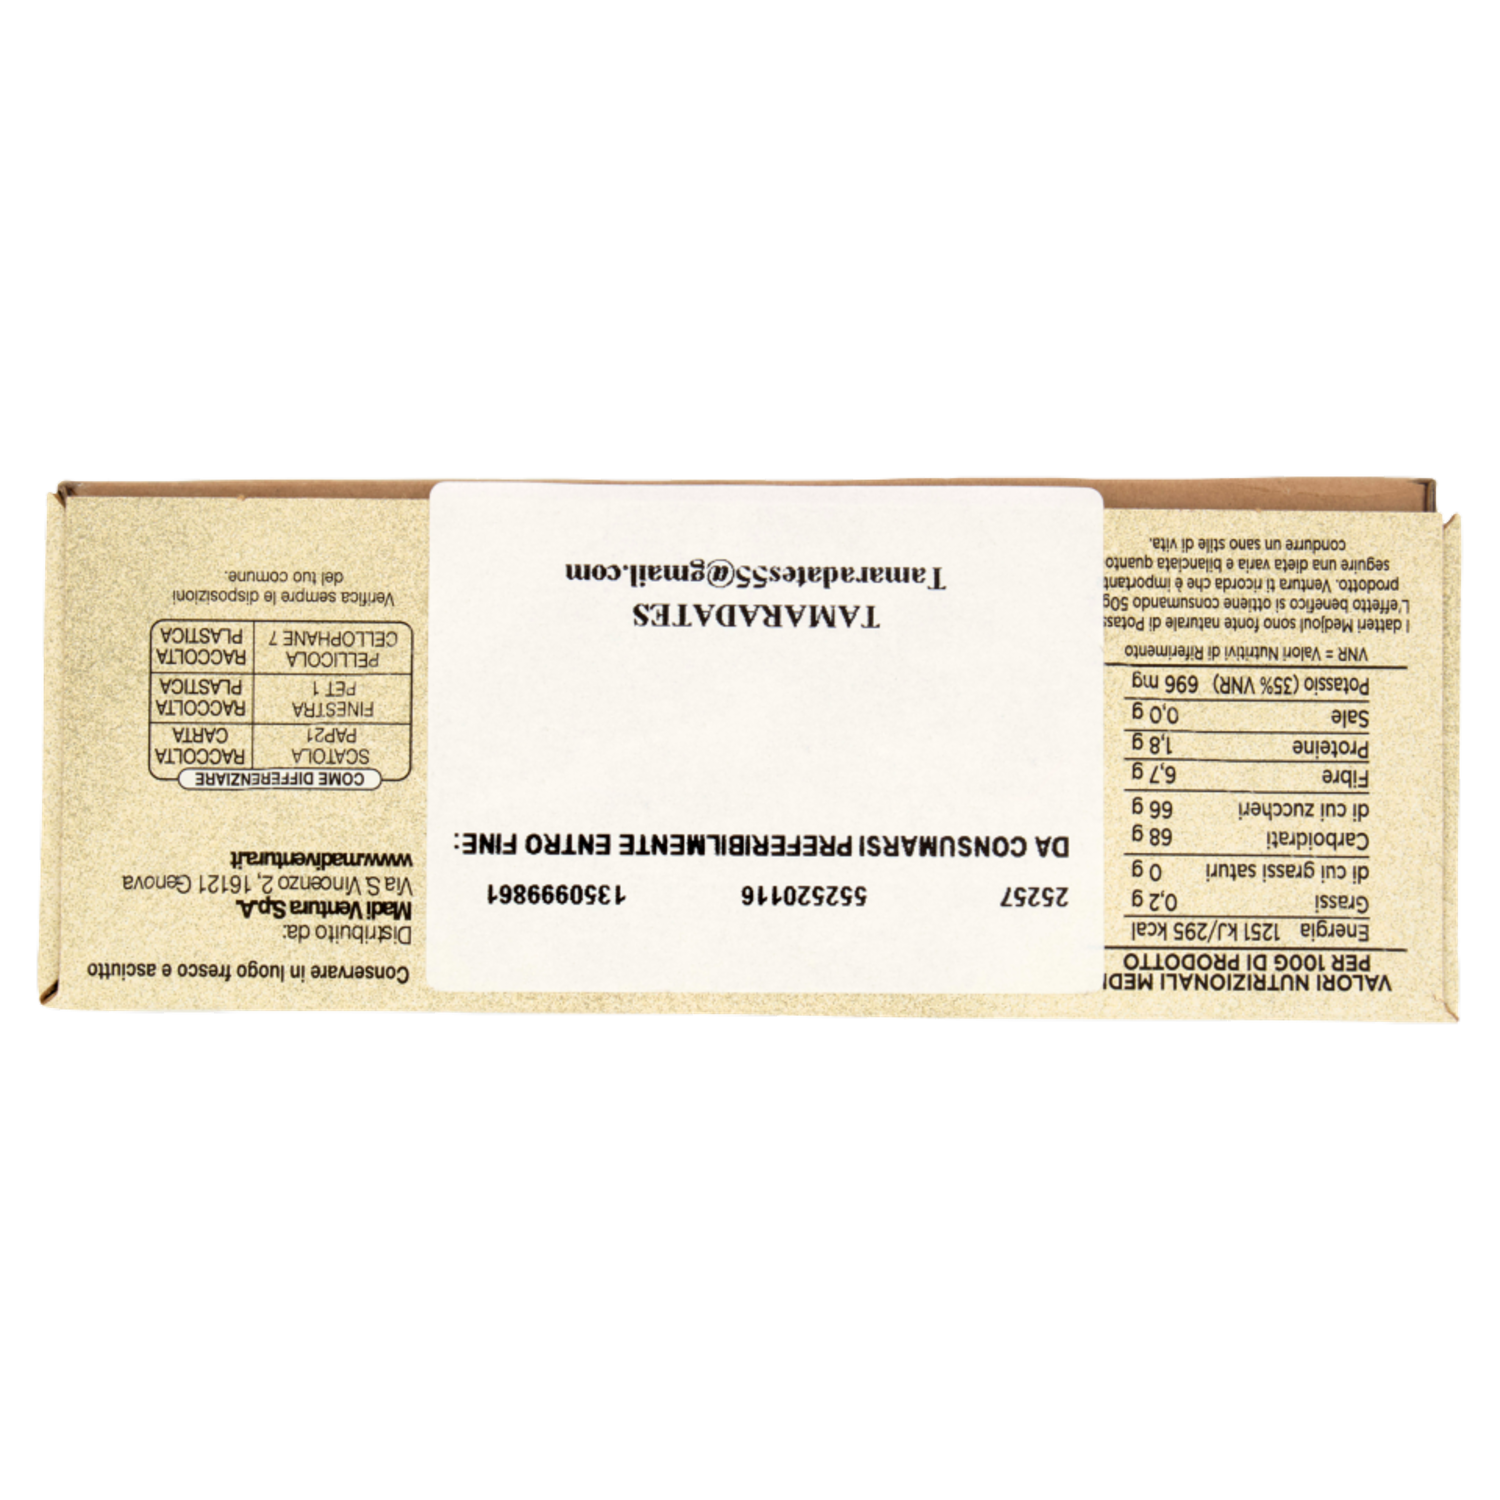 VALORI NUTRIZIONALI MEDI
PER 100G DI PRODOTTO
Energia 1251 kJ/295 kcal
Grassi 0,2 g
di cui grassi saturi 0 g
Carboidrati 68 g
di cui zuccheri 66 g
Fibre 6,7 g
Proteine 1,8 g
Sale 0,0 g
Potassio (35% VNR) 696 mg
VNR = Valori Nutritivi di Riferimento
I datteri Medjoul sono fonte naturale di
L'effetto benefico si ottiene consumando 50g
prodotto. Ventura ti ricorda che è
seguire una dieta varia e bilanciata e quanto
condurre un sano stile di vita.
25257 552520116 1350999861
DA CONSUMARSI PREFERIBILMENTE ENTRO FINE:
TAMARADATES
Tamaradates55@gmail.com
Conservare in luogo fresco e asciutto
Distribuito da:
Madi Ventura S.p.A.
Via S. Vincenzo 2, 16121 Genova
www.madiventura.it
COME DIFFERENZIARE
SCATOLA RACCOLTA
PAP21 CARTA
FINESTRA RACCOLTA
PET 1 PLASTICA
PELLICOLA RACCOLTA
CELLOPHANE 7 PLASTICA
Verifica sempre le disposizioni
del tuo comune.